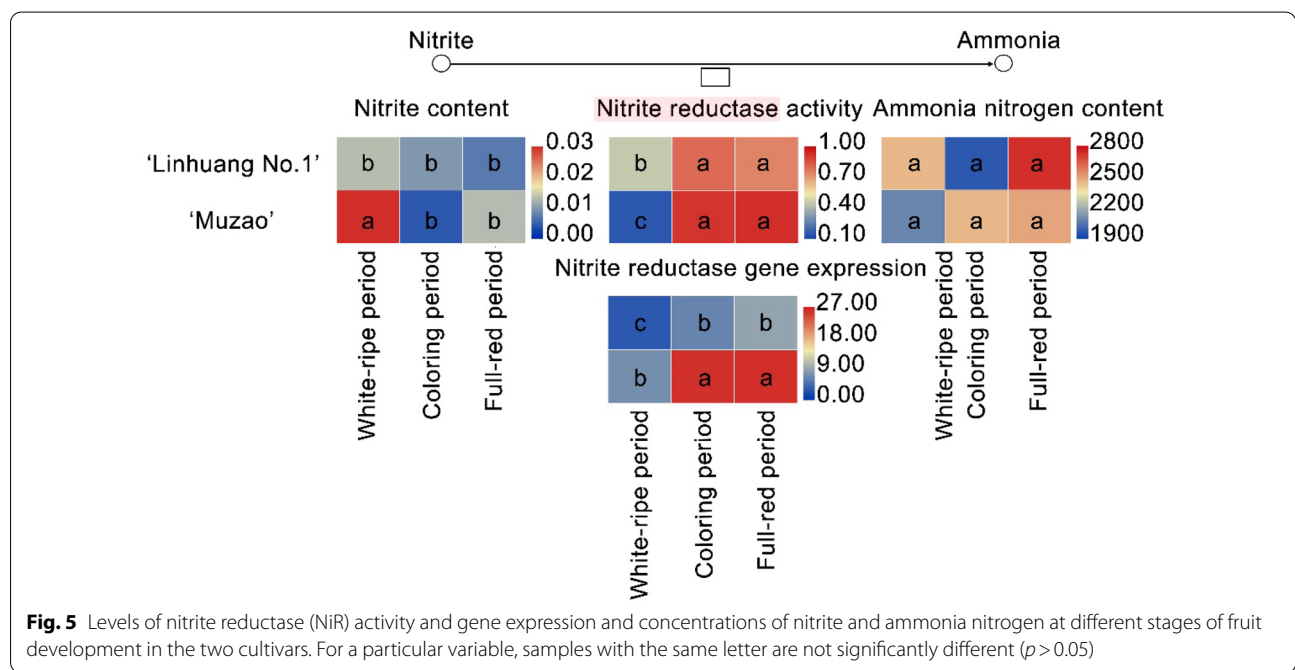 Nitrite Ammonia
Nitrite content Nitrite reductase activity Ammonia nitrogen content
'Linhuang No.1' b b b 0.03 0.02 0.01 0.00 b a a 1.00 0.70 0.40 0.10 a a a 2800 2500 2200 1900
'Muzao' a b b c a a a a a
Nitrite reductase gene expression
c b b 27.00 18.00 9.00 0.00
b a a
White-ripe period
Coloring period
Full-red period
White-ripe period
Coloring period
Full-red period
White-ripe period
Coloring period
Full-red period
Fig. 5 Levels of nitrite reductase (NiR) activity and gene expression and concentrations of nitrite and ammonia nitrogen at different stages of fruit
development in the two cultivars. For a particular variable, samples with the same letter are not significantly different (p > 0.05)